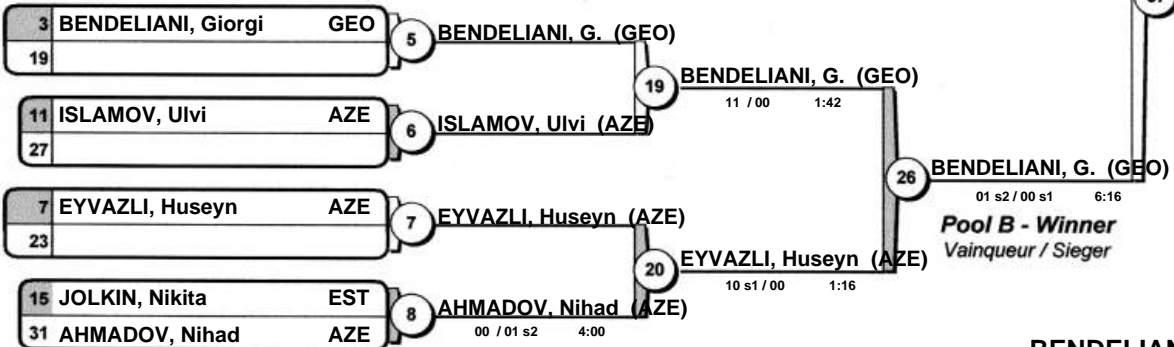 3 BENDELIANI, Giorgi GEO
19
5
BENDELIANI, G. (GEO)
11 ISLAMOV, Ulvi AZE
27
6
ISLAMOV, Ulvi (AZE)
19
BENDELIANI, G. (GEO)
11 / 00 1:42
7 EYVAZLI, Huseyn AZE
23
7
EYVAZLI, Huseyn (AZE)
15 JOLKIN, Nikita EST
31 AHMADOV, Nihad AZE
8
AHMADOV, Nihad (AZE)
00 / 01 s2 4:00
20
EYVAZLI, Huseyn (AZE)
10 s1 / 00 1:16
26
BENDELIANI, G. (GEO)
01 s2 / 00 s1 6:16
Pool B - Winner
Vainqueur / Sieger